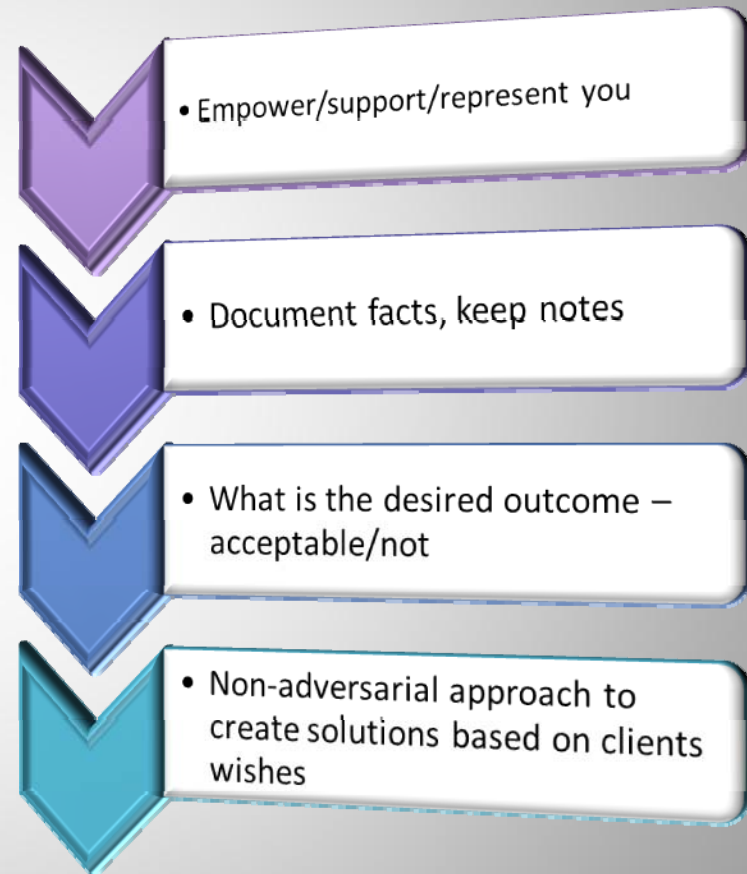 • Empower/support/represent you
• Document facts, keep notes
• What is the desired outcome –
acceptable/not
• Non-adversarial approach to
create solutions based on clients
wishes